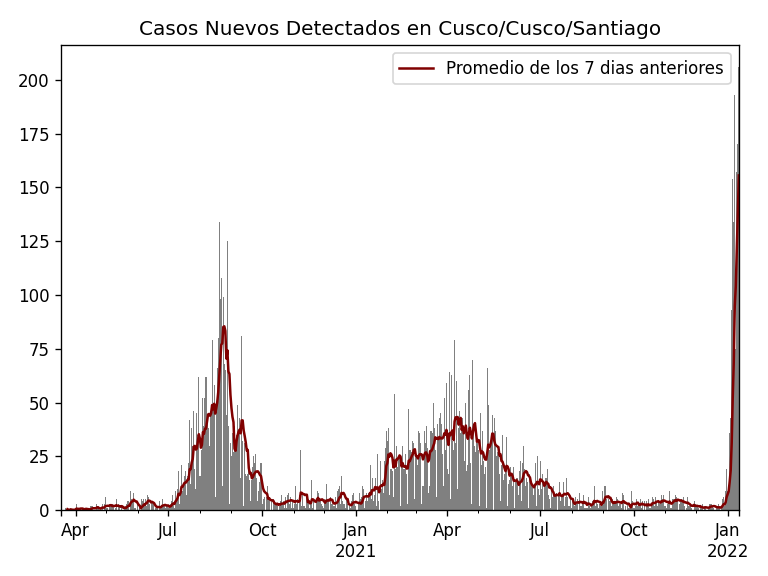 Casos Nuevos Detectados en Cusco/Cusco/Santiago
Promedio de los 7 dias anteriores
200
175
150
125
100
75
50
25
0
Apr
Jul
Oct
Jan
2021
Apr
Jul
Oct
Jan
2022